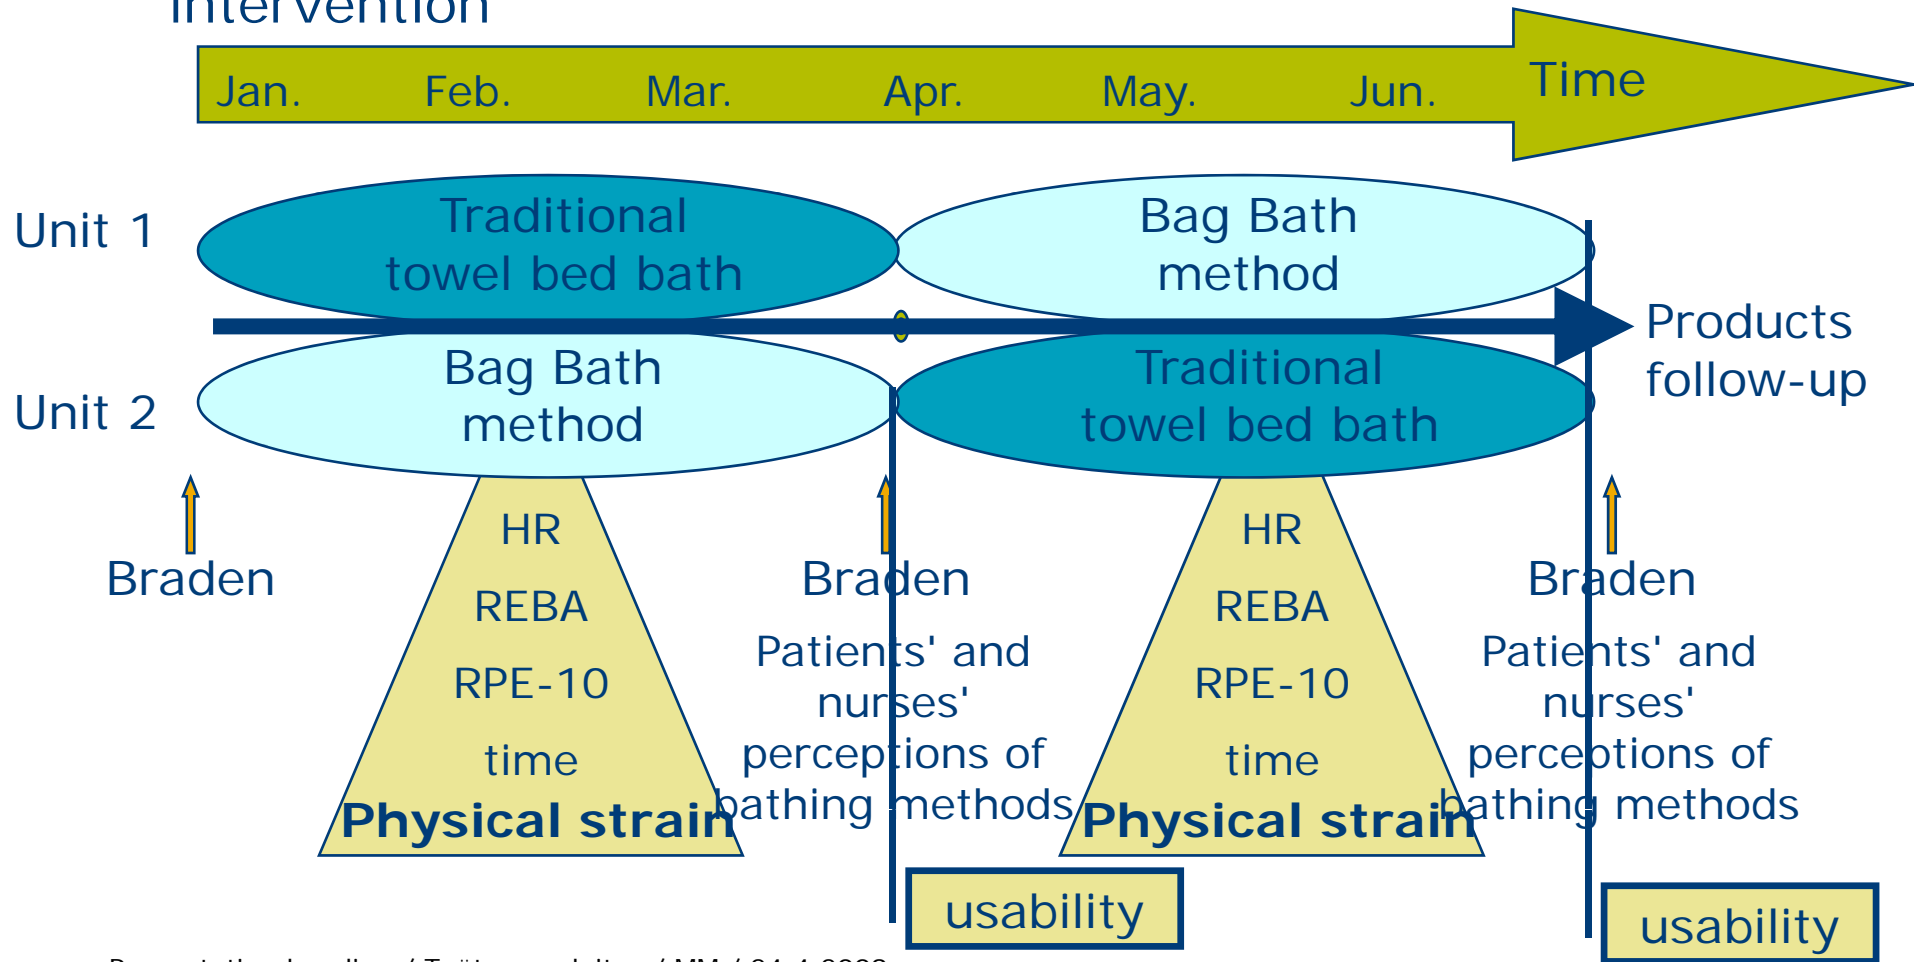 intervention
Jan. Feb. Mar. Apr. May. Jun. Time
Unit 1
Traditional
towel bed bath
Bag Bath
method
Products
follow-up
Unit 2
Bag Bath
method
Traditional
towel bed bath
Braden
HR
REBA
RPE-10
time
Physical strain
Braden
Patients' and
nurses'
perceptions of
bathing methods
usability
HR
REBA
RPE-10
time
Physical strain
Braden
Patients' and
nurses'
perceptions of
bathing methods
usability